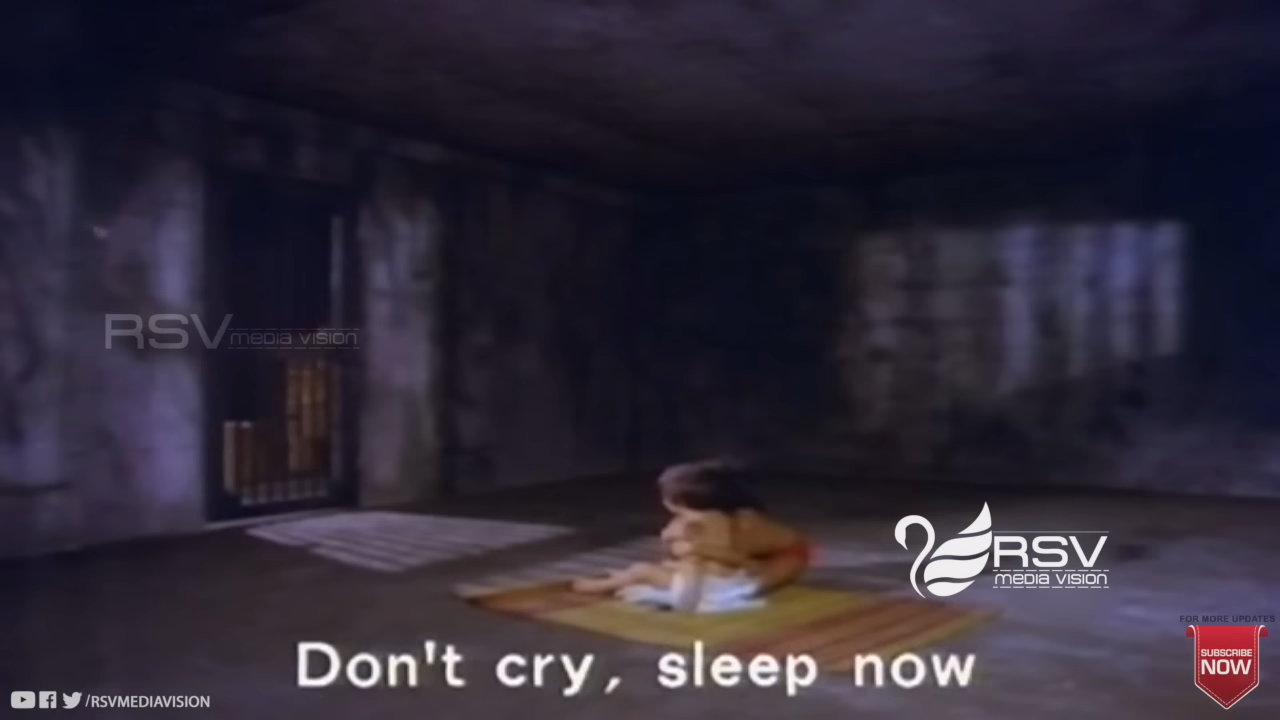 RSV media vision
RSV
media vision
FOR MORE UPDATES
SUBSCRIBE
NOW
Don't cry, sleep now
/RSVMEDIAVISION